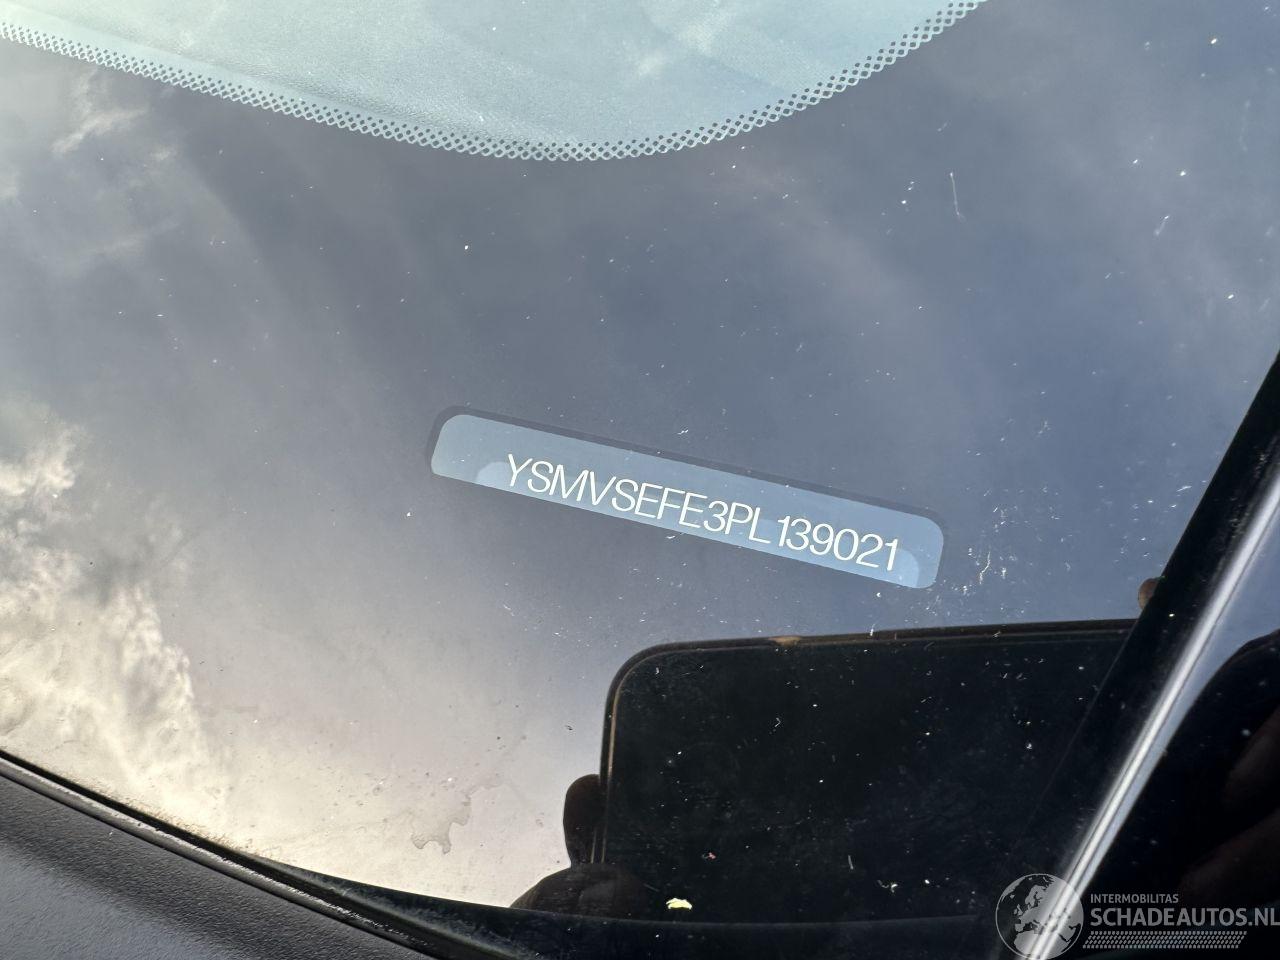 YSMVSEFE3PL139021
INTERMOBILITAS
SCHADEAUTOS.NL